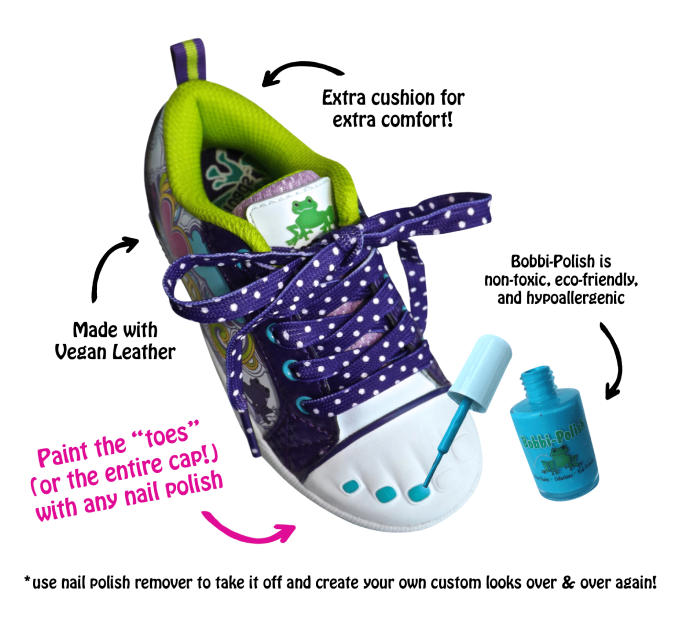 Extra cushion for
extra comfort!
Bobbi-Polish is
non-toxic, eco-friendly,
and hypoallergenic
Made with
Vegan Leather
Paint the “toes”
(or the entire cap!)
with any nail polish
Bobbi-Polish
*use nail polish remover to take it off and create your own custom looks over & over again!